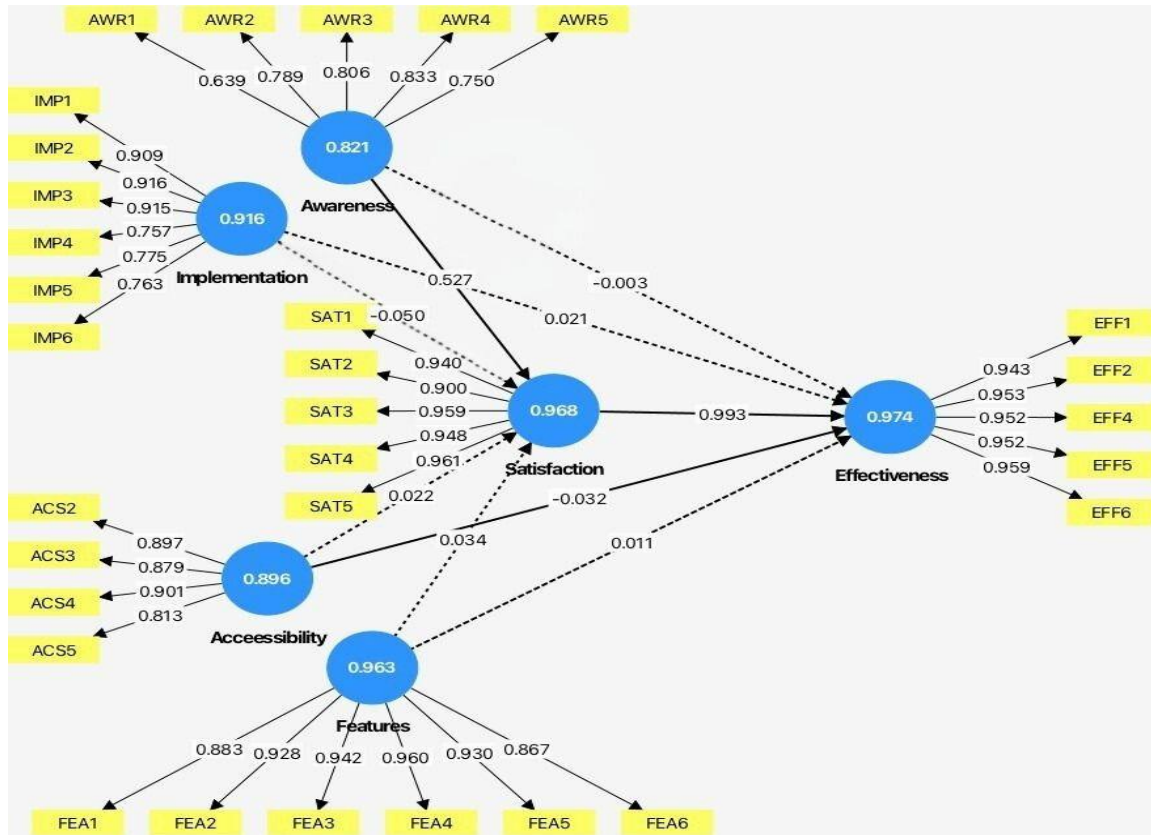 AWR1 AWR2 AWR3 AWR4 AWR5
0.639 0.789 0.806 0.833 0.750
IMP1
IMP2
IMP3
IMP4
IMP5
IMP6
0.909
0.916
0.915
0.757
0.775
0.763
0.821
Awareness
0.916
Implementation
0.527
-0.003
0.021
-0.050
SAT1
SAT2
SAT3
SAT4
SAT5
0.940
0.900
0.959
0.948
0.961
0.968
Satisfaction
0.993
0.974
Effectiveness
EFF1
EFF2
EFF4
EFF5
EFF6
0.943
0.953
0.952
0.952
0.959
0.022
-0.032
0.034
0.011
ACS2
ACS3
ACS4
ACS5
0.897
0.879
0.901
0.813
0.896
Acceessibility
0.963
Features
0.883 0.928 0.942 0.960 0.930 0.867
FEA1 FEA2 FEA3 FEA4 FEA5 FEA6